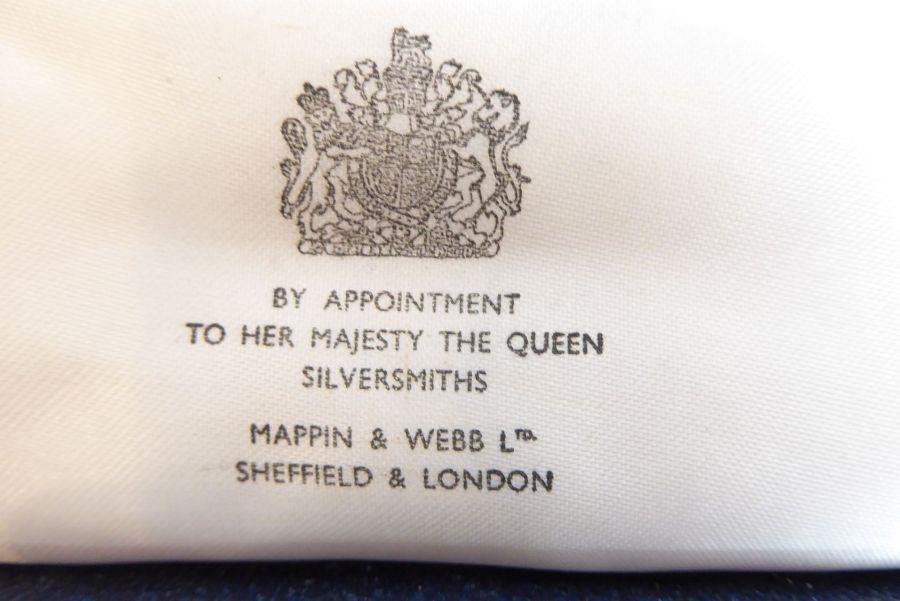 BY APPOINTMENT
TO HER MAJESTY THE QUEEN
SILVERSMITHS
MAPPIN & WEBB LTD.
SHEFFIELD & LONDON